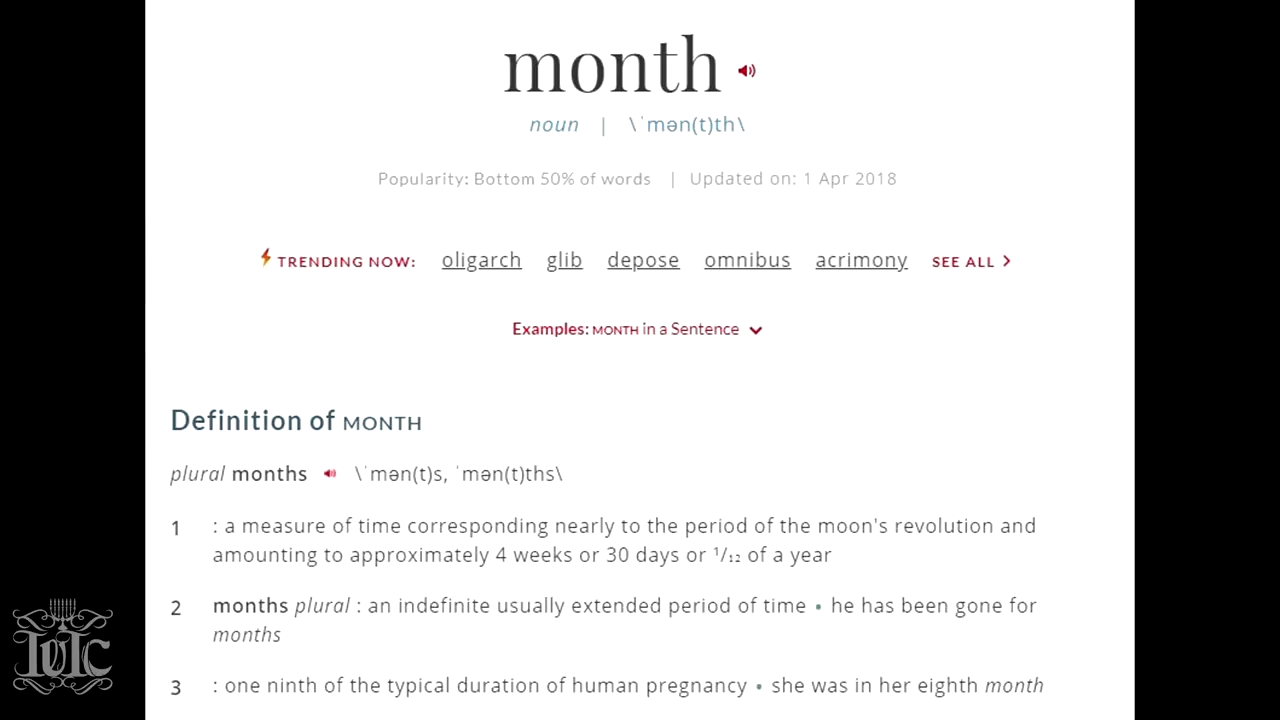 month
noun | \ˈmən(t)th\
Popularity: Bottom 50% of words | Updated on: 1 Apr 2018
TRENDING NOW: oligarch glib depose omnibus acrimony SEE ALL >
Examples: MONTH in a Sentence
Definition of MONTH
plural months \ˈmən(t)s, ˈmən(t)ths\
1 : a measure of time corresponding nearly to the period of the moon's revolution and
amounting to approximately 4 weeks or 30 days or ¹/₁₂ of a year
2 months plural : an indefinite usually extended period of time • he has been gone for
months
3 : one ninth of the typical duration of human pregnancy • she was in her eighth month
IUIC